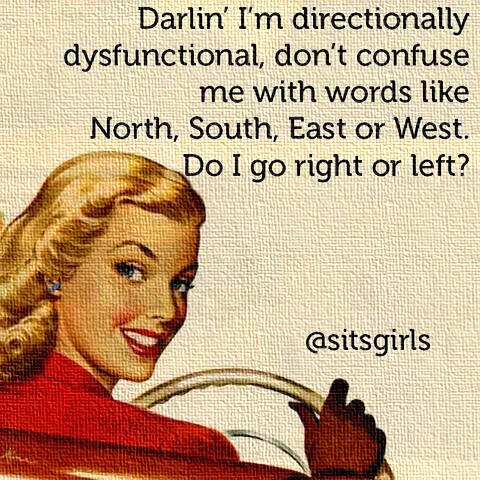 Darlin’ I’m directionally
dysfunctional, don’t confuse
me with words like
North, South, East or West.
Do I go right or left?
@sitsgirls